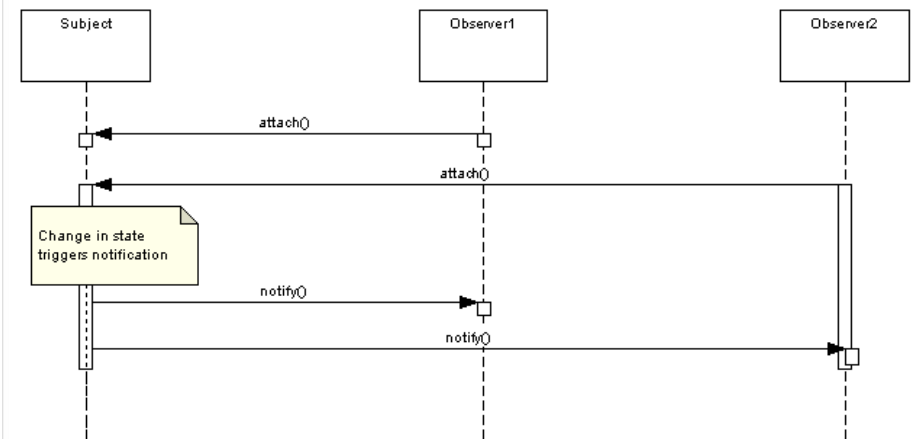 Subject
Observer1
Observer2
attach()
attach()
Change in state
triggers notification
notify()
notify()